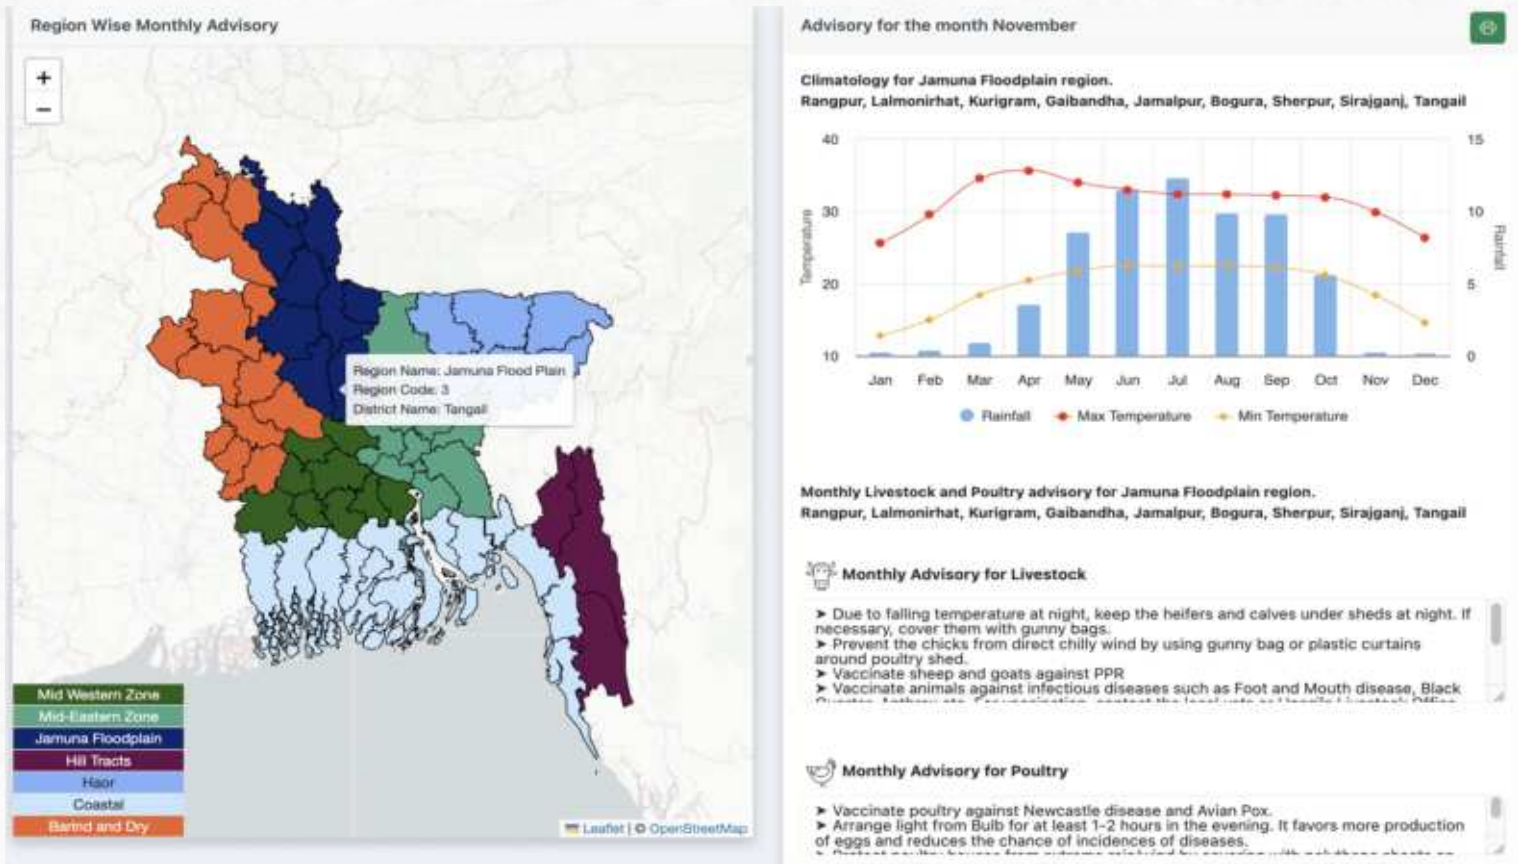 Region Wise Monthly Advisory
+
−
Region Name: Jamuna Flood Plain
Region Code: 3
District Name: Tangail
Mid Western Zone
Mid-Eastern Zone
Jamuna Floodplain
Hill Tracts
Haor
Coastal
Barind and Dry
Leaflet | © OpenStreetMap
Advisory for the month November
Climatology for Jamuna Floodplain region.
Rangpur, Lalmonirhat, Kurigram, Gaibandha, Jamalpur, Bogura, Sherpur, Sirajganj, Tangail
40
30
20
10
Temperature
15
10
5
0
Rainfall
Jan Feb Mar Apr May Jun Jul Aug Sep Oct Nov Dec
Rainfall Max Temperature Min Temperature
Monthly Livestock and Poultry advisory for Jamuna Floodplain region.
Rangpur, Lalmonirhat, Kurigram, Gaibandha, Jamalpur, Bogura, Sherpur, Sirajganj, Tangail
Monthly Advisory for Livestock
➤ Due to falling temperature at night, keep the heifers and calves under sheds at night. If
necessary, cover them with gunny bags.
➤ Prevent the chicks from direct chilly wind by using gunny bag or plastic curtains
around poultry shed.
➤ Vaccinate sheep and goats against PPR
➤ Vaccinate animals against infectious diseases such as Foot and Mouth disease, Black
Monthly Advisory for Poultry
➤ Vaccinate poultry against Newcastle disease and Avian Pox.
➤ Arrange light from Bulb for at least 1-2 hours in the evening. It favors more production
of eggs and reduces the chance of incidences of diseases.